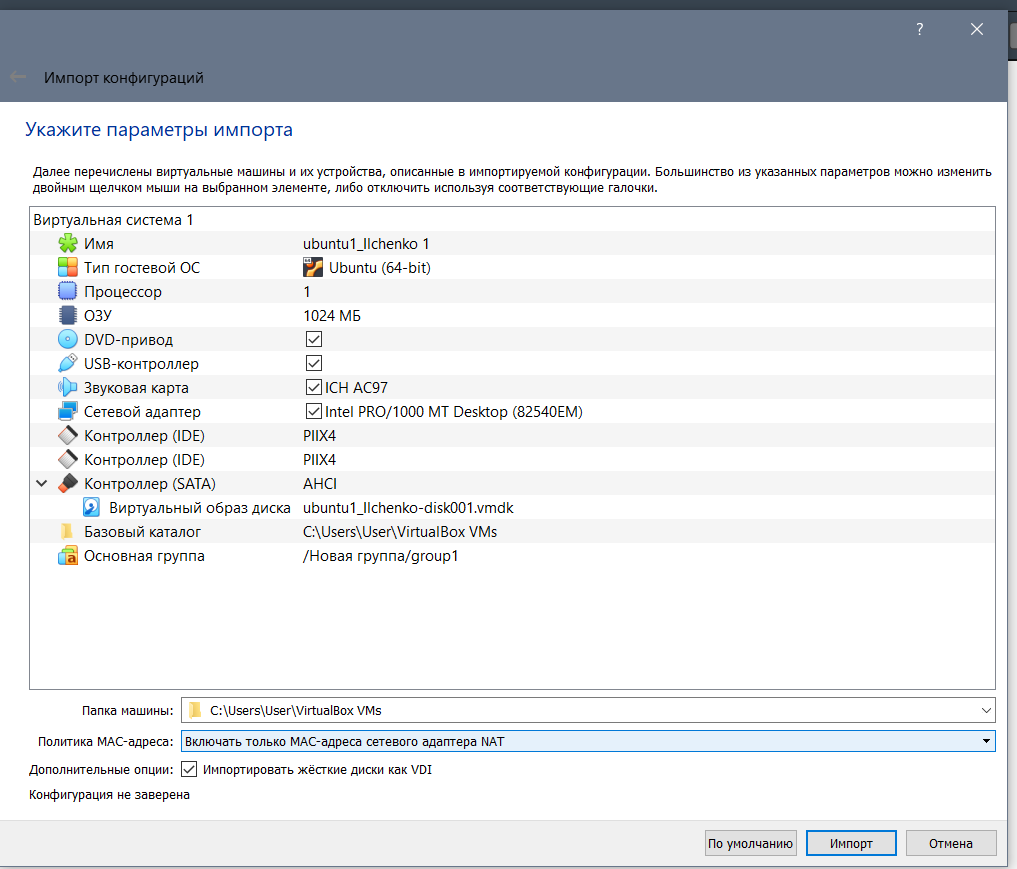 ?
Импорт конфигураций
Укажите параметры импорта
Далее перечислены виртуальные машины и их устройства, описанные в импортируемой конфигурации. Большинство из указанных параметров можно изменить
двойным щелчком мыши на выбранном элементе, либо отключить используя соответствующие галочки.
Виртуальная система 1
Имя ubuntu1_Ilchenko 1
Тип гостевой ОС Ubuntu (64-bit)
Процессор 1
ОЗУ 1024 МБ
DVD-привод
USB-контроллер
Звуковая карта ICH AC97
Сетевой адаптер Intel PRO/1000 MT Desktop (82540EM)
Контроллер (IDE) PIIX4
Контроллер (IDE) PIIX4
Контроллер (SATA) AHCI
Виртуальный образ диска ubuntu1_Ilchenko-disk001.vmdk
Базовый каталог C:\Users\User\VirtualBox VMs
Основная группа /Новая группа/group1
Папка машины: C:\Users\User\VirtualBox VMs
Политика MAC-адреса: Включать только MAC-адреса сетевого адаптера NAT
Дополнительные опции: Импортировать жёсткие диски как VDI
Конфигурация не заверена
По умолчанию Импорт Отмена